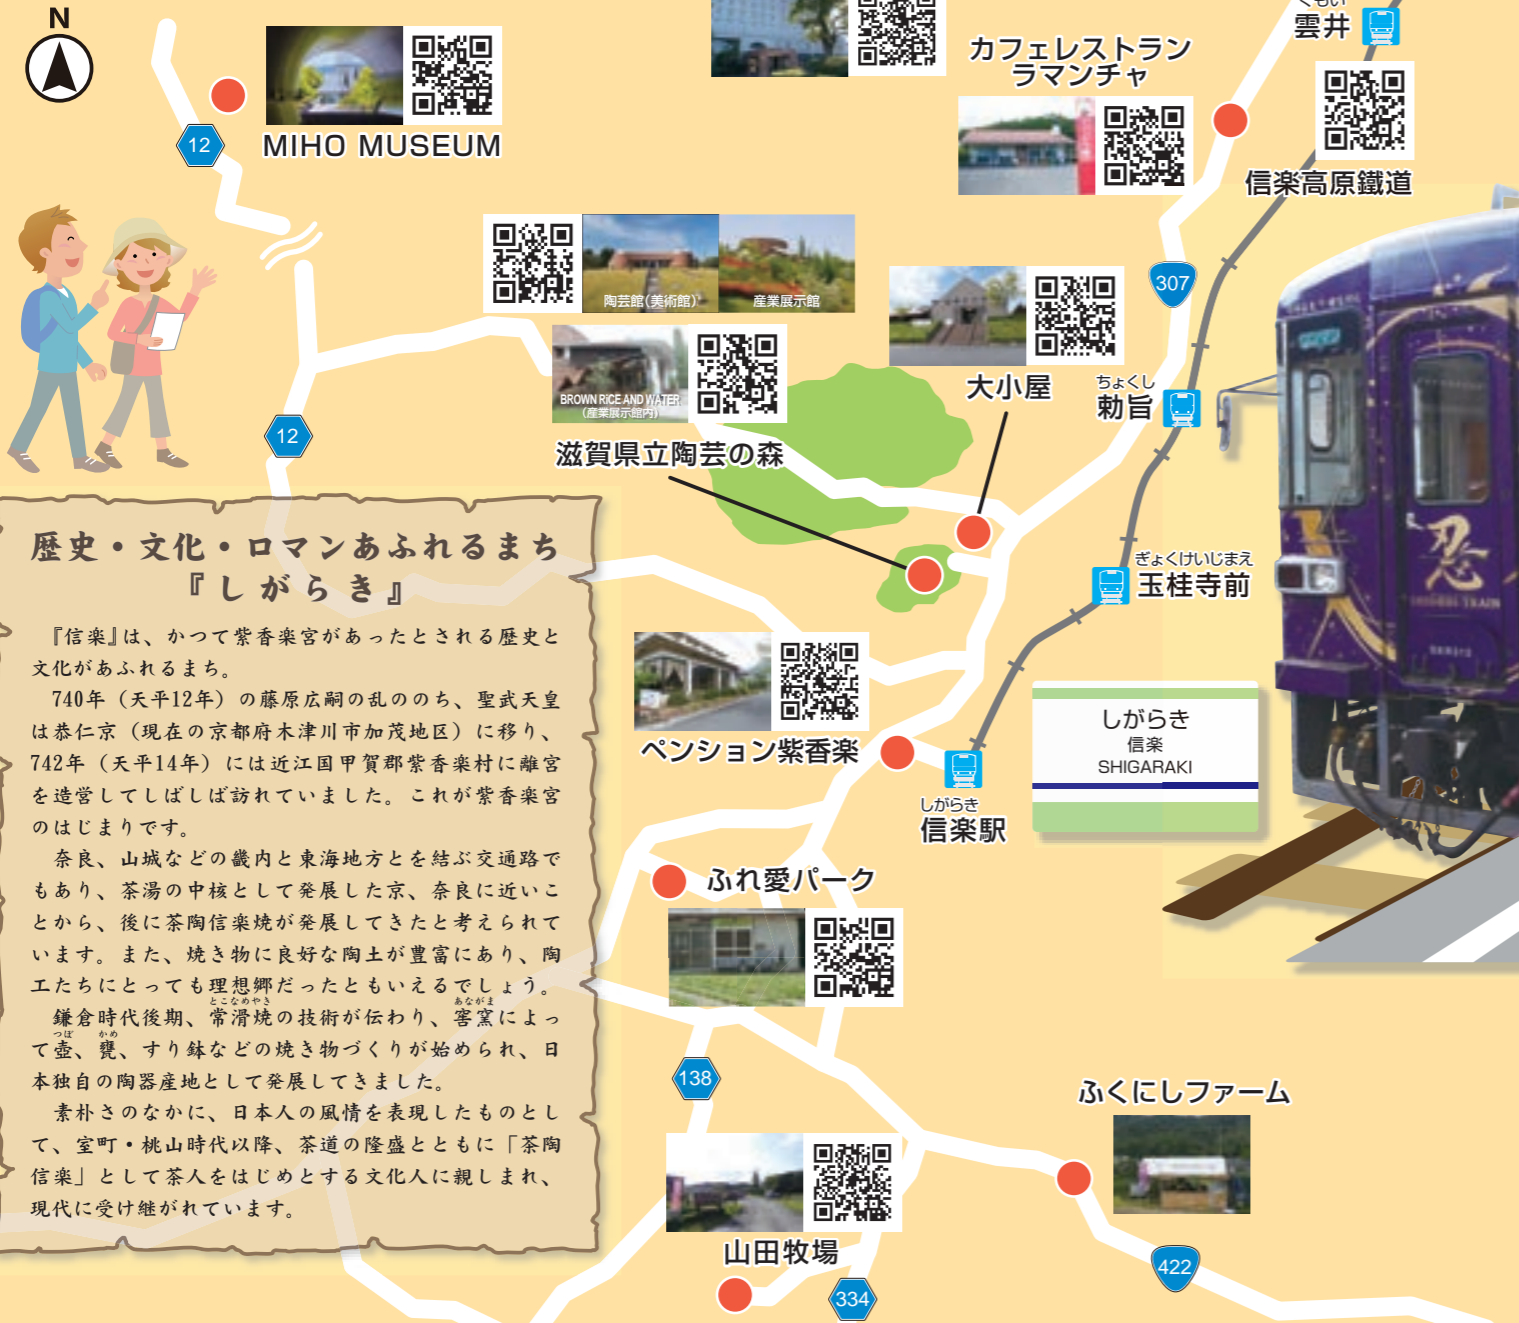 N
くもい
雲井
カフェレストラン
ラマンチャ
12
MIHO MUSEUM
信楽高原鐵道
陶芸館(美術館)
産業展示館
307
BROWN RiCE AND WATER
(産業展示館内)
大小屋
ちょくし
勅旨
12
滋賀県立陶芸の森
歴史・文化・ロマンあふれるまち
『しがらき』
『信楽』は、かつて紫香楽宮があったとされる歴史と
文化があふれるまち。
740年（天平12年）の藤原広嗣の乱ののち、聖武天皇
は恭仁京（現在の京都府木津川市加茂地区）に移り、
742年（天平14年）には近江国甲賀郡紫香楽村に離宮
を造営してしばしば訪れていました。これが紫香楽宮
のはじまりです。
奈良、山城などの畿内と東海地方とを結ぶ交通路で
もあり、茶湯の中核として発展した京、奈良に近いこ
とから、後に茶陶信楽焼が発展してきたと考えられて
います。また、焼き物に良好な陶土が豊富にあり、陶
工たちにとっても理想郷だったともいえるでしょう。
とこなめやき あながま
鎌倉時代後期、常滑焼の技術が伝わり、窖窯によっ
つぼ かめ
て壺、甕、すり鉢などの焼き物づくりが始められ、日
本独自の陶器産地として発展してきました。
素朴さのなかに、日本人の風情を表現したものとし
て、室町・桃山時代以降、茶道の隆盛とともに「茶陶
信楽」として茶人をはじめとする文化人に親しまれ、
現代に受け継がれています。
忍
SHINOBI TRAIN
ぎょくけいじまえ
玉桂寺前
ペンション紫香楽
しがらき
信楽
SHIGARAKI
しがらき
信楽駅
ふれ愛パーク
138
ふくにしファーム
山田牧場
334
422